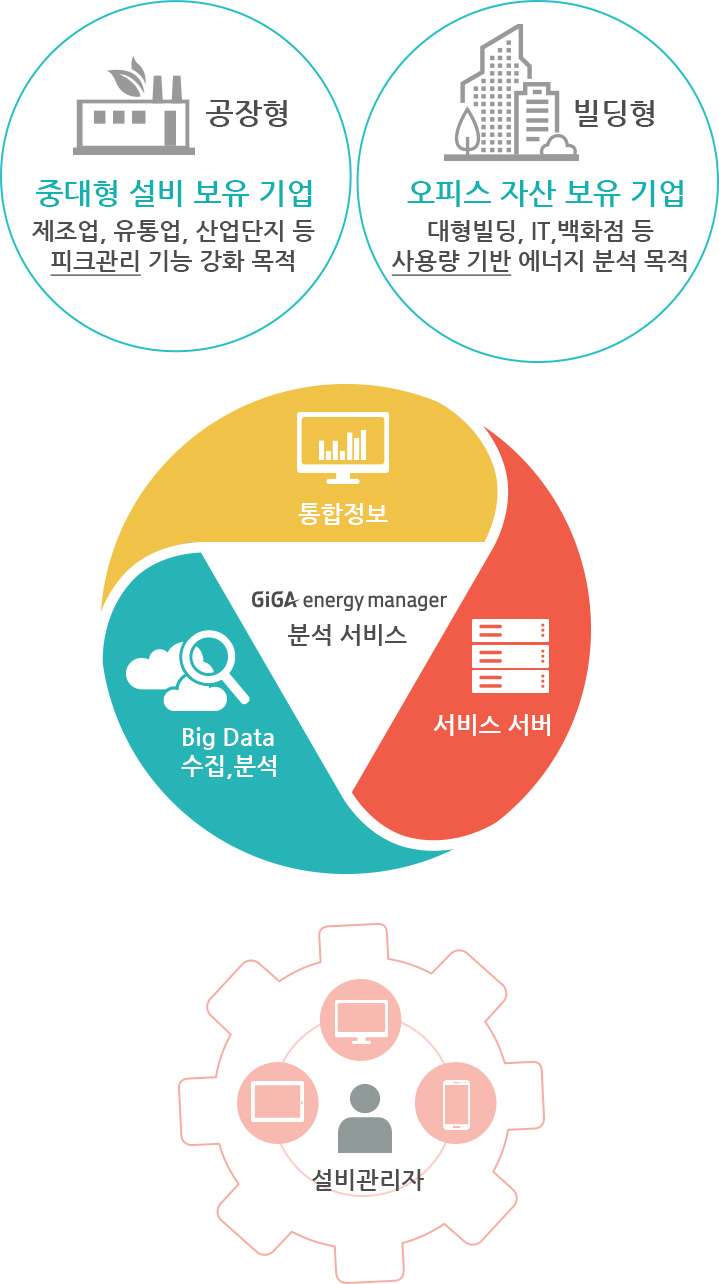 공장형
중대형 설비 보유 기업
제조업, 유통업, 산업단지 등
피크관리 기능 강화 목적
빌딩형
오피스 자산 보유 기업
대형빌딩, IT,백화점 등
사용량 기반 에너지 분석 목적
통합정보
GiGA energy manager
분석 서비스
서비스 서버
Big Data
수집,분석
설비관리자